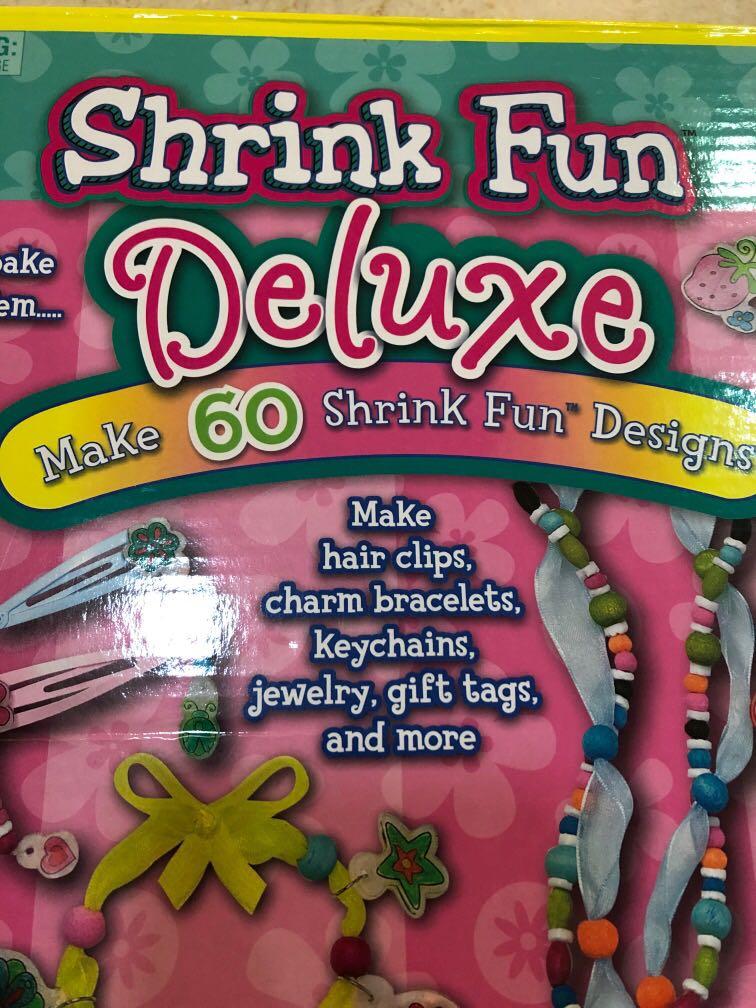 G:
Shrink Fun™
Deluxe
em.....
Make 60 Shrink Fun™ Designs
Make
hair clips,
charm bracelets,
keychains,
jewelry, gift tags,
and more